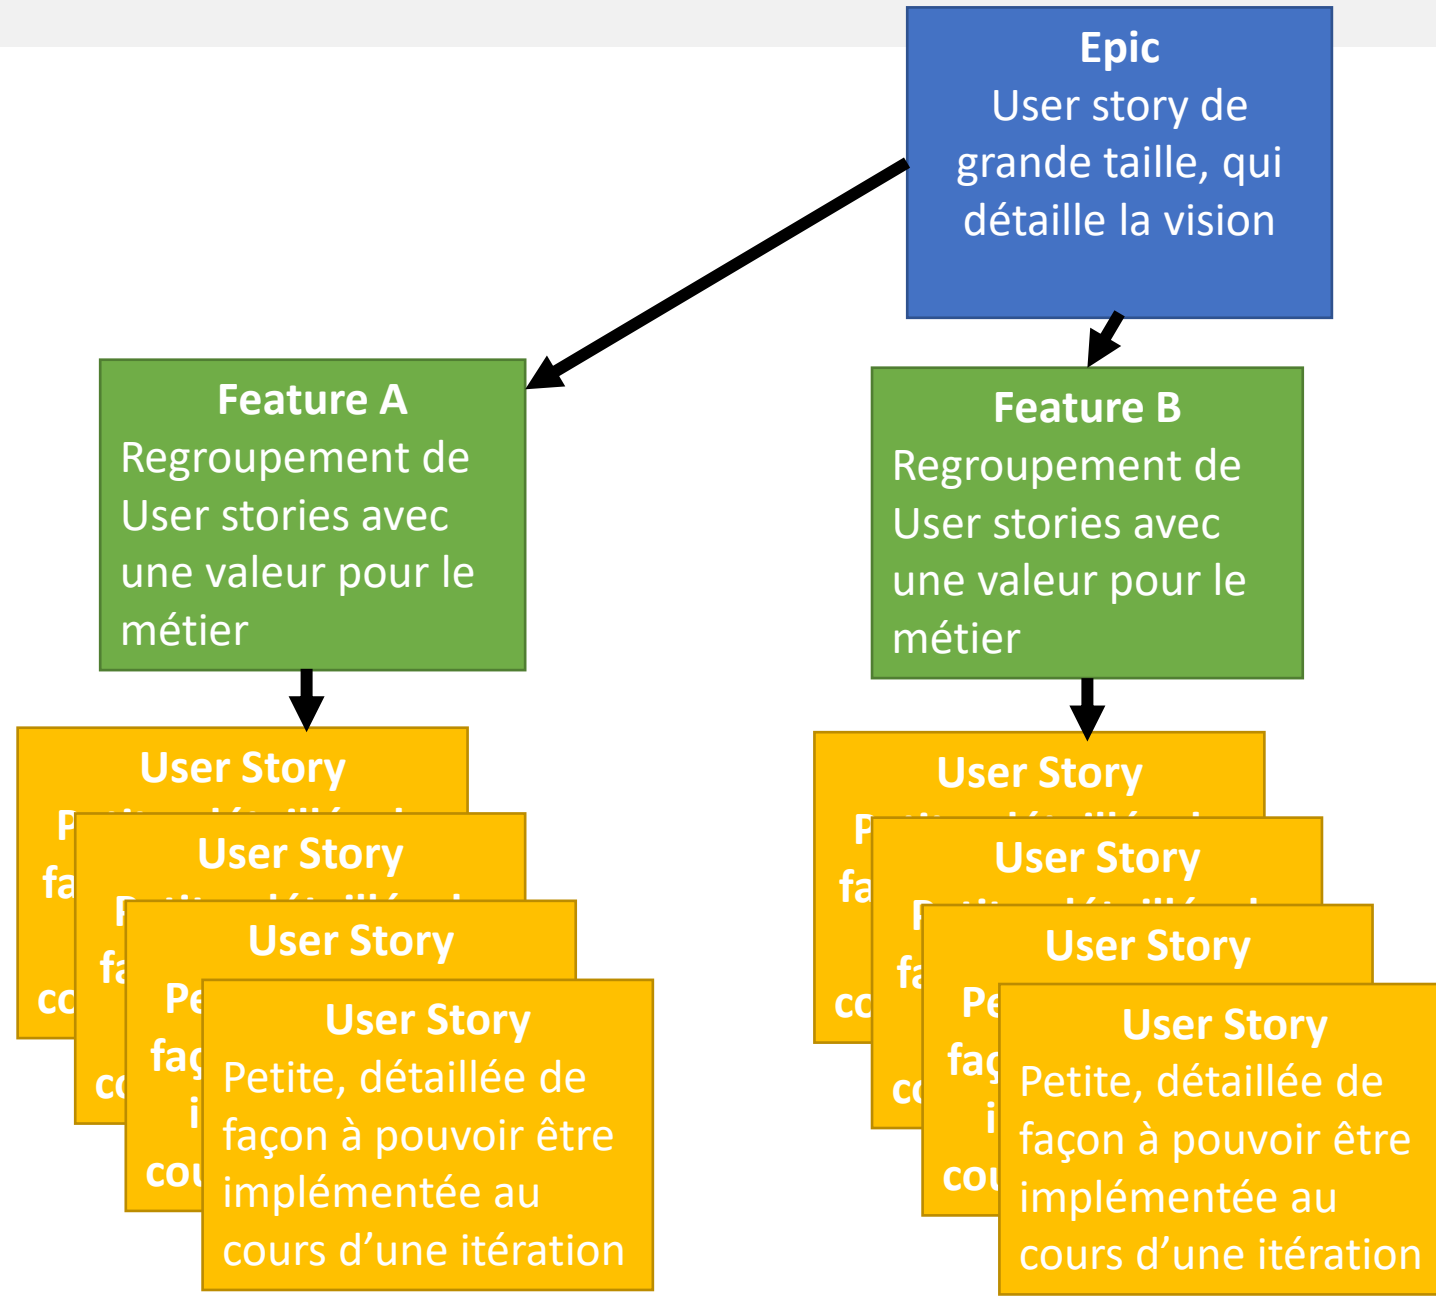 Epic
User story de
grande taille, qui
détaille la vision
Feature A
Regroupement de
User stories avec
une valeur pour le
métier
Feature B
Regroupement de
User stories avec
une valeur pour le
métier
User Story
User Story
User Story
User Story
Petite, détaillée de
façon à pouvoir être
implémentée au
cours d’une itération
User Story
User Story
User Story
User Story
Petite, détaillée de
façon à pouvoir être
implémentée au
cours d’une itération